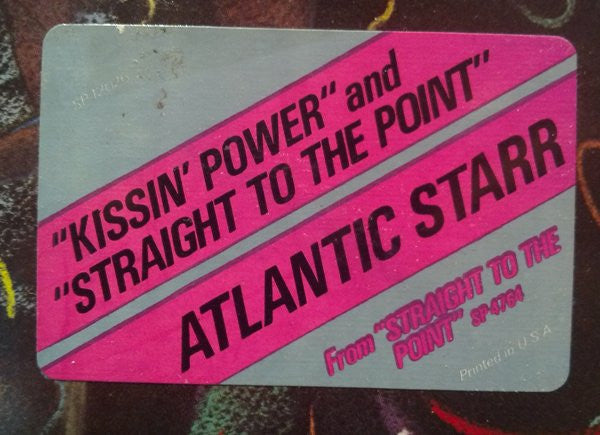 "KISSIN' POWER" and
"STRAIGHT TO THE POINT"
ATLANTIC STARR
From "STRAIGHT TO THE
POINT" SP-4764
Printed in U.S.A